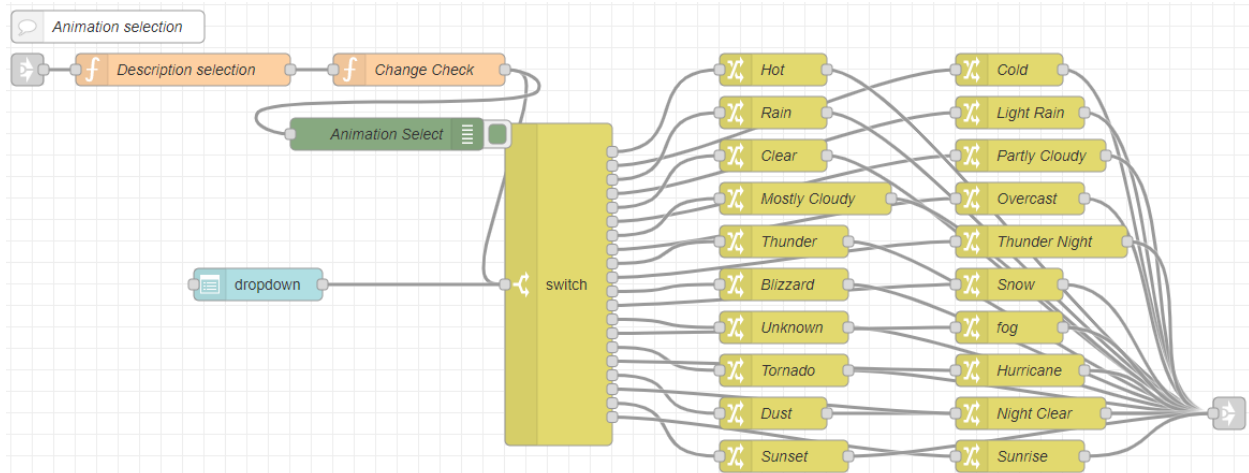 Animation selection
Description selection
Change Check
Hot
Cold
Animation Select
Rain
Light Rain
Clear
Partly Cloudy
Mostly Cloudy
Overcast
Thunder
Thunder Night
dropdown
switch
Blizzard
Snow
Unknown
fog
Tornado
Hurricane
Dust
Night Clear
Sunset
Sunrise